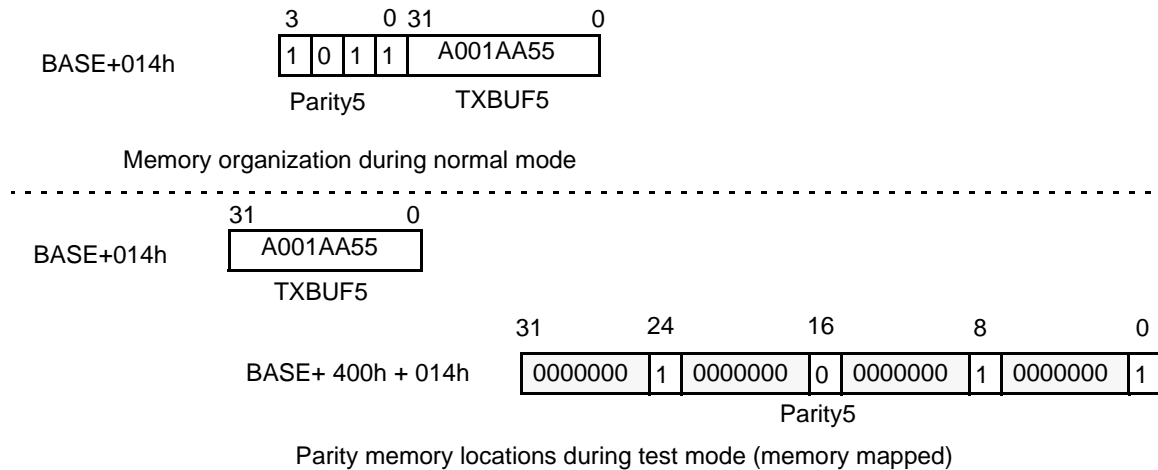 3 0 31 0
BASE+014h 1 0 1 1 A001AA55
Parity5 TXBUF5
Memory organization during normal mode
31 0
BASE+014h A001AA55
TXBUF5
31 24 16 8 0
BASE+ 400h + 014h 0000000 1 0000000 0 0000000 1 0000000 1
Parity5
Parity memory locations during test mode (memory mapped)